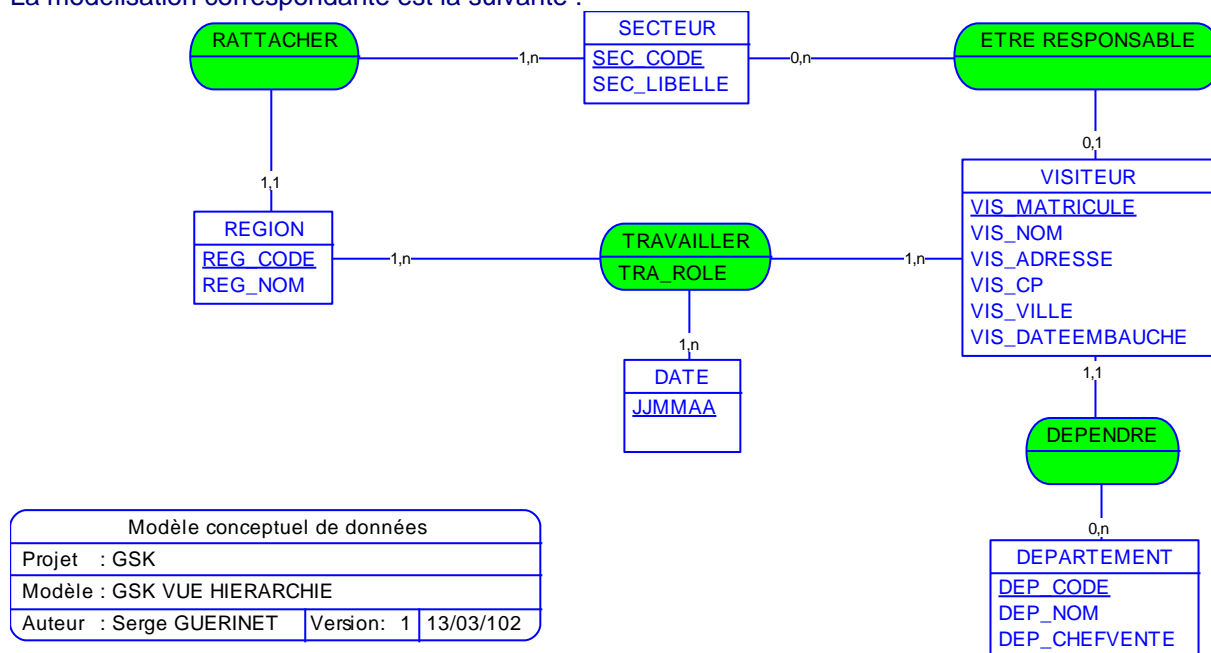 La modélisation correspondante est la suivante :
RATTACHER
1,n
SECTEUR
SEC_CODE
SEC_LIBELLE
0,n
ETRE RESPONSABLE
1,1
0,1
REGION
REG_CODE
REG_NOM
1,n
TRAVAILLER
TRA_ROLE
1,n
VISITEUR
VIS_MATRICULE
VIS_NOM
VIS_ADRESSE
VIS_CP
VIS_VILLE
VIS_DATEEMBAUCHE
1,n
DATE
JJMMAA
1,1
DEPENDRE
0,n
DEPARTEMENT
DEP_CODE
DEP_NOM
DEP_CHEFVENTE
Modèle conceptuel de données
Projet : GSK
Modèle : GSK VUE HIERARCHIE
Auteur : Serge GUERINET Version: 1 13/03/102